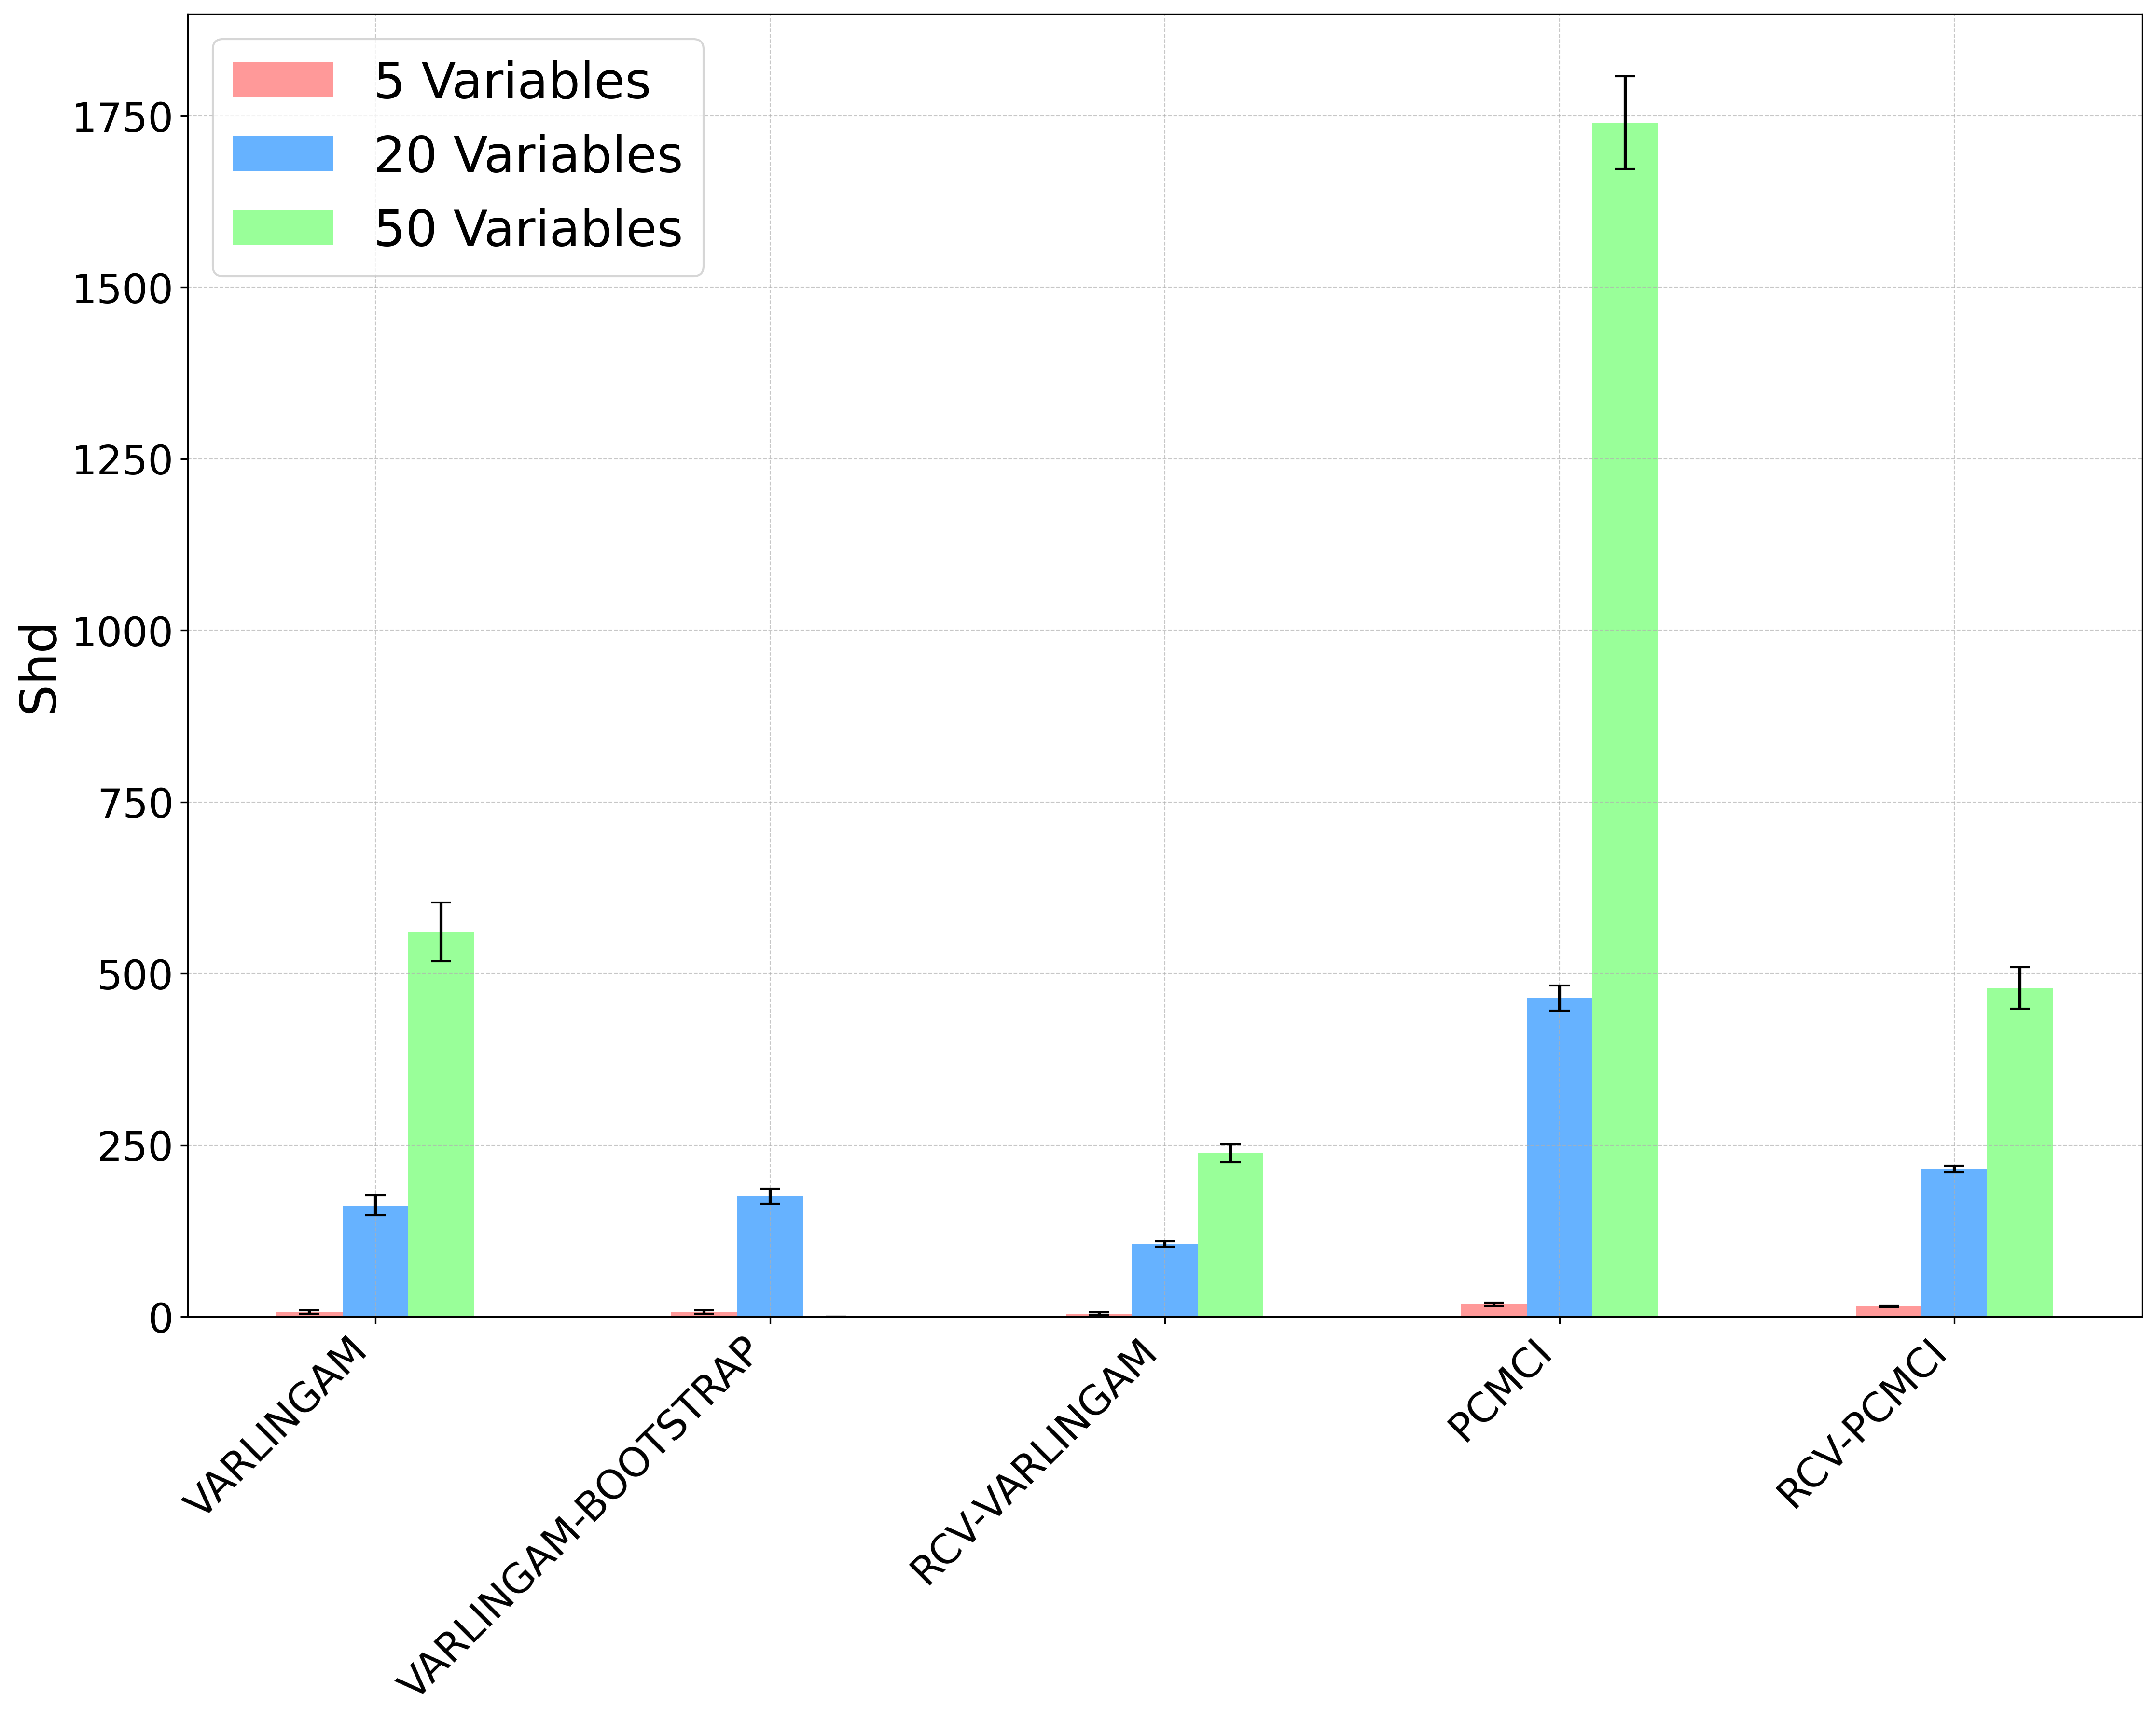 5 Variables
20 Variables
50 Variables
Shd
1750
1500
1250
1000
750
500
250
0
VARLINGAM
VARLINGAM-BOOTSTRAP
RCV-VARLINGAM
PCMCI
RCV-PCMCI